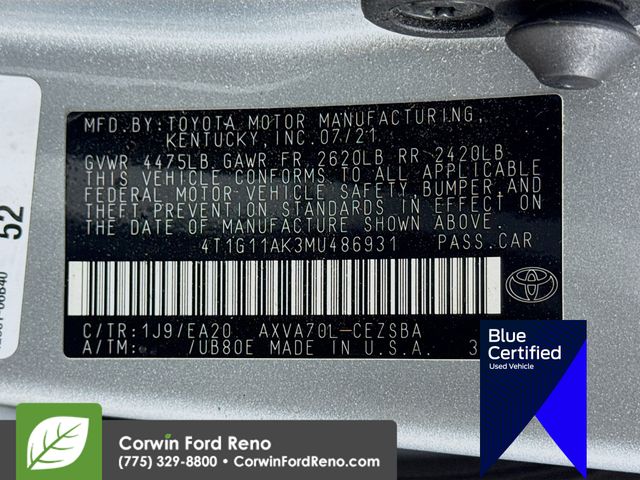 MFD.BY:TOYOTA MOTOR MANUFACTURING,
KENTUCKY,INC.07/21
GVWR 4475LB,GAWR FR 2620LB RR 2420LB
THIS VEHICLE CONFORMS TO ALL APPLICABLE
FEDERAL MOTOR VEHICLE SAFETY, BUMPER,AND
THEFT PREVENTION STANDARDS IN EFFECT ON
THE DATE OF MANUFACTURE SHOWN ABOVE.
4T1G11AK3MU486931 PASS.CAR
C/TR:1J9/EA20 AXVA70L-CEZSBA
A/TM: /UB80E MADE IN U.S.A. 3
52
Blue
Certified
Used Vehicle
Corwin Ford Reno
(775) 329-8800 • CorwinFordReno.com